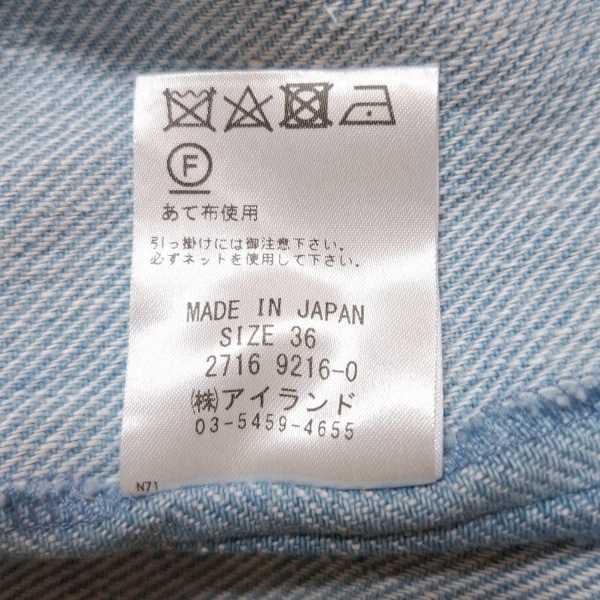 F
あて布使用
引っ掛けには御注意下さい。
必ずネットを使用して下さい。
MADE IN JAPAN
SIZE 36
2716 9216-0
㈱アイランド
03-5459-4655
N71